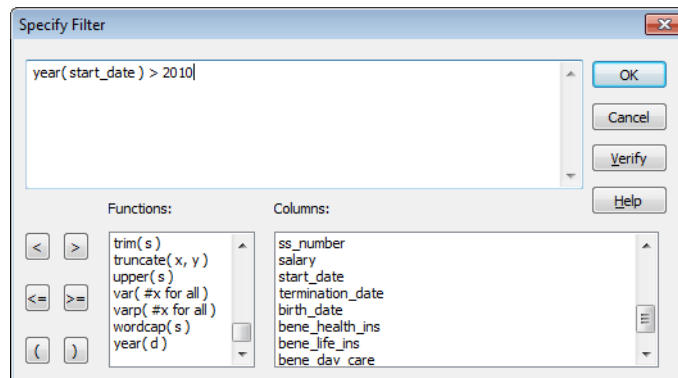 Specify Filter
year( start_date ) > 2010
OK
Cancel
Verify
Help
Functions:
Columns:
<
>
<=
>=
(
)
trim( s )
truncate( x, y )
upper( s )
var( #x for all )
varp( #x for all )
wordcap( s )
year( d )
ss_number
salary
start_date
termination_date
birth_date
bene_health_ins
bene_life_ins
bene_day_care